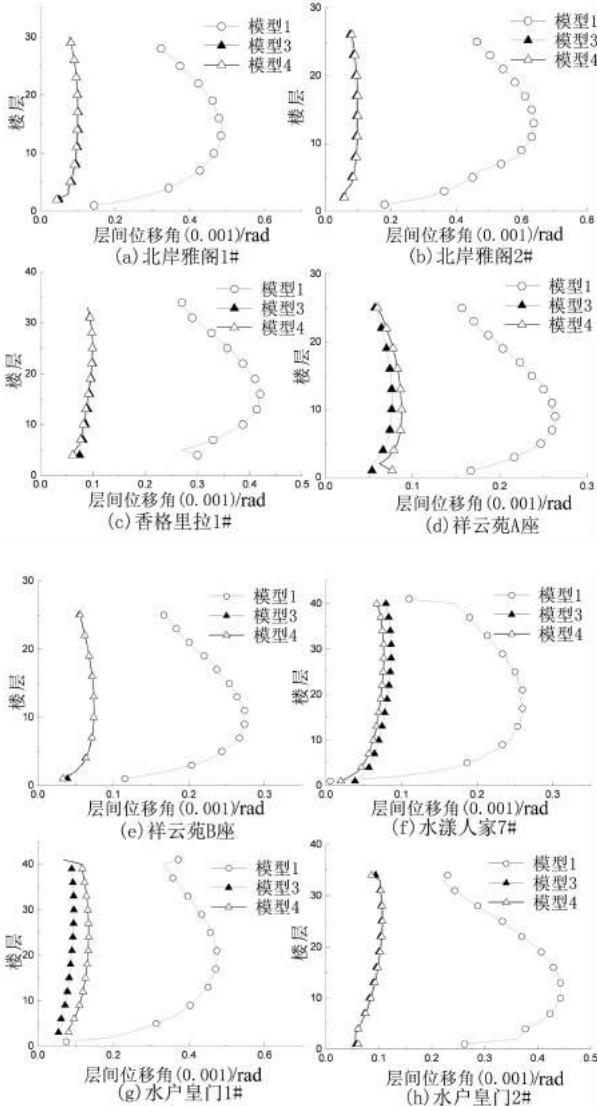 30
20
10
0
楼层
模型1
模型3
模型4
0.0
0.2
0.4
0.6
层间位移角(0.001)/rad
(a)北岸雅阁1#
30
20
10
0
楼层
模型1
模型3
模型4
0.0
0.2
0.4
0.6
0.8
层间位移角(0.001)/rad
(b)北岸雅阁2#
40
30
20
10
0
楼层
模型1
模型3
模型4
0.0
0.1
0.2
0.3
0.4
0.5
层间位移角(0.001)/rad
(c)香格里拉1#
30
20
10
0
楼层
模型1
模型3
模型4
0.0
0.1
0.2
0.3
层间位移角(0.001)/rad
(d)祥云苑A座
30
20
10
0
楼层
模型1
模型3
模型4
0.0
0.1
0.2
0.3
层间位移角(0.001)/rad
(e)祥云苑B座
40
30
20
10
0
楼层
模型1
模型3
模型4
0.0
0.1
0.2
0.3
层间位移角(0.001)/rad
(f)水漾人家7#
40
30
20
10
0
楼层
模型1
模型3
模型4
0.0
0.2
0.4
0.6
层间位移角(0.001)/rad
(g)水户皇门1#
40
30
20
10
0
楼层
模型1
模型3
模型4
0.0
0.1
0.2
0.3
0.4
0.5
层间位移角(0.001)/rad
(h)水户皇门2#